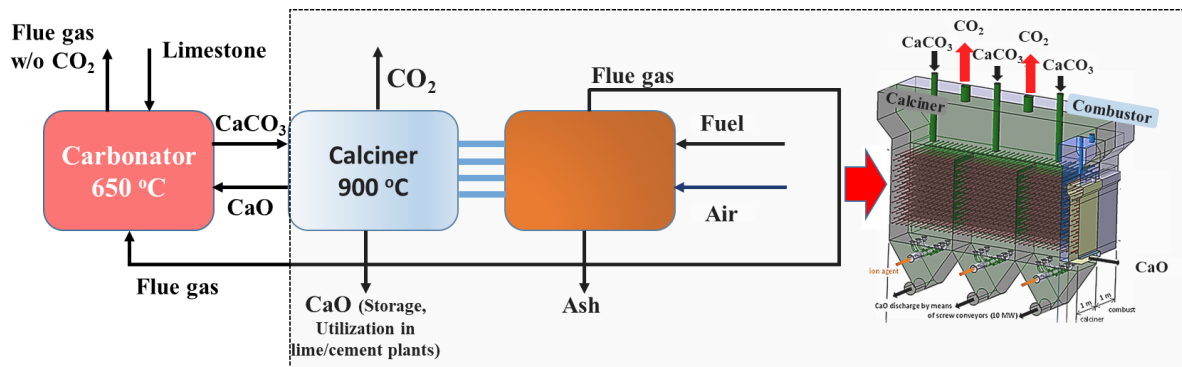 Flue gas
w/o CO₂
Limestone
Carbonator
650 °C
CaCO₃
CaO
Flue gas
CO₂
Calciner
900 °C
CaO (Storage,
Utilization in
lime/cement plants)
Flue gas
Fuel
Air
Ash
CO₂
CO₂
CaCO₃
CaCO₃
CaCO₃
Calciner
Combustor
ion agent
CaO
CaO discharge by means
of screw conveyors (10 MW)
1 m
1 m
calciner
combust